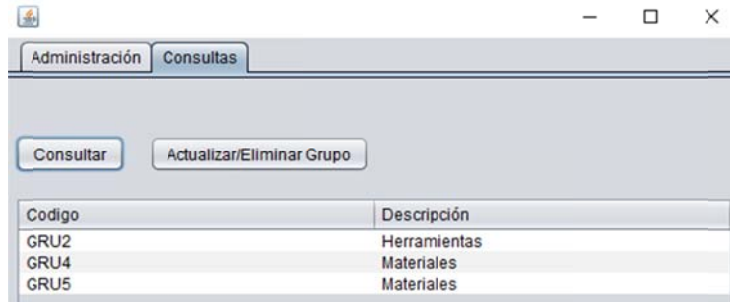 Administración Consultas
Consultar Actualizar/Eliminar Grupo
Codigo Descripción
GRU2 Herramientas
GRU4 Materiales
GRU5 Materiales